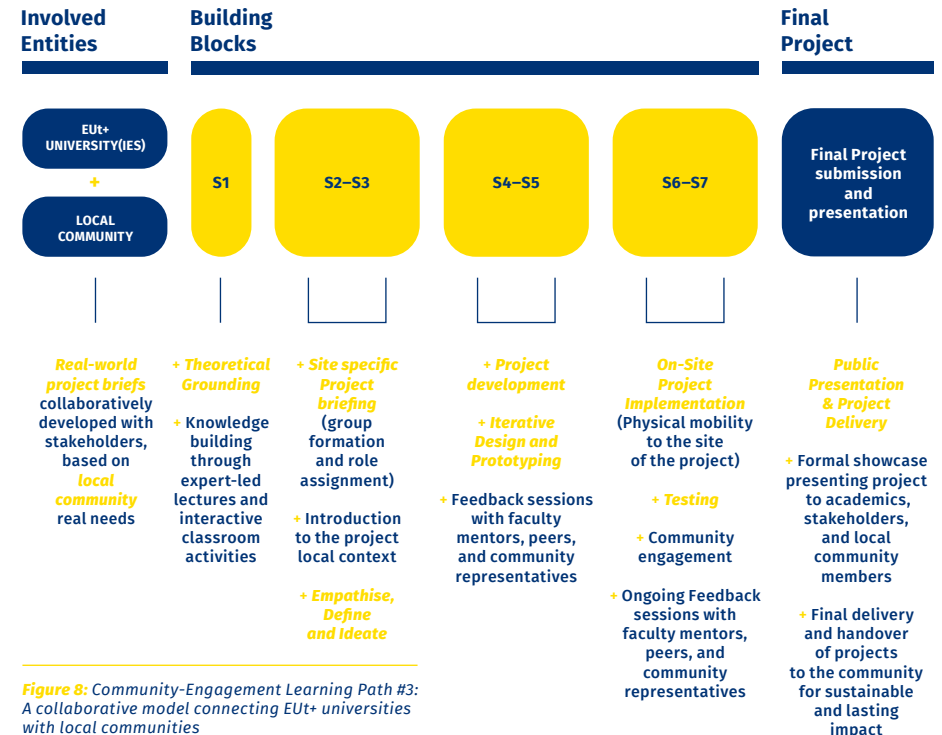 Involved
Entities
Building
Blocks
Final
Project
EUt+
UNIVERSITY(IES)
+
LOCAL
COMMUNITY
S1
S2–S3
S4–S5
S6–S7
Final Project
submission
and
presentation
Real-world
project briefs
collaboratively
developed with
stakeholders,
based on
local
community
real needs
+ Theoretical
Grounding
+ Knowledge
building
through
expert-led
lectures and
interactive
classroom
activities
+ Site specific
Project
briefing
(group
formation
and role
assignment)
+ Introduction
to the project
local context
+ Empathise,
Define
and Ideate
+ Project
development
+ Iterative
Design and
Prototyping
+ Feedback sessions
with faculty
mentors, peers,
and community
representatives
On-Site
Project
Implementation
(Physical mobility
to the site
of the project)
+ Testing
+ Community
engagement
+ Ongoing Feedback
sessions with
faculty mentors,
peers, and
community
representatives
Public
Presentation
& Project
Delivery
+ Formal showcase
presenting project
to academics,
stakeholders,
and local
community
members
+ Final delivery
and handover
of projects
to the community
for sustainable
and lasting
impact
Figure 8: Community-Engagement Learning Path #3:
A collaborative model connecting EUt+ universities
with local communities